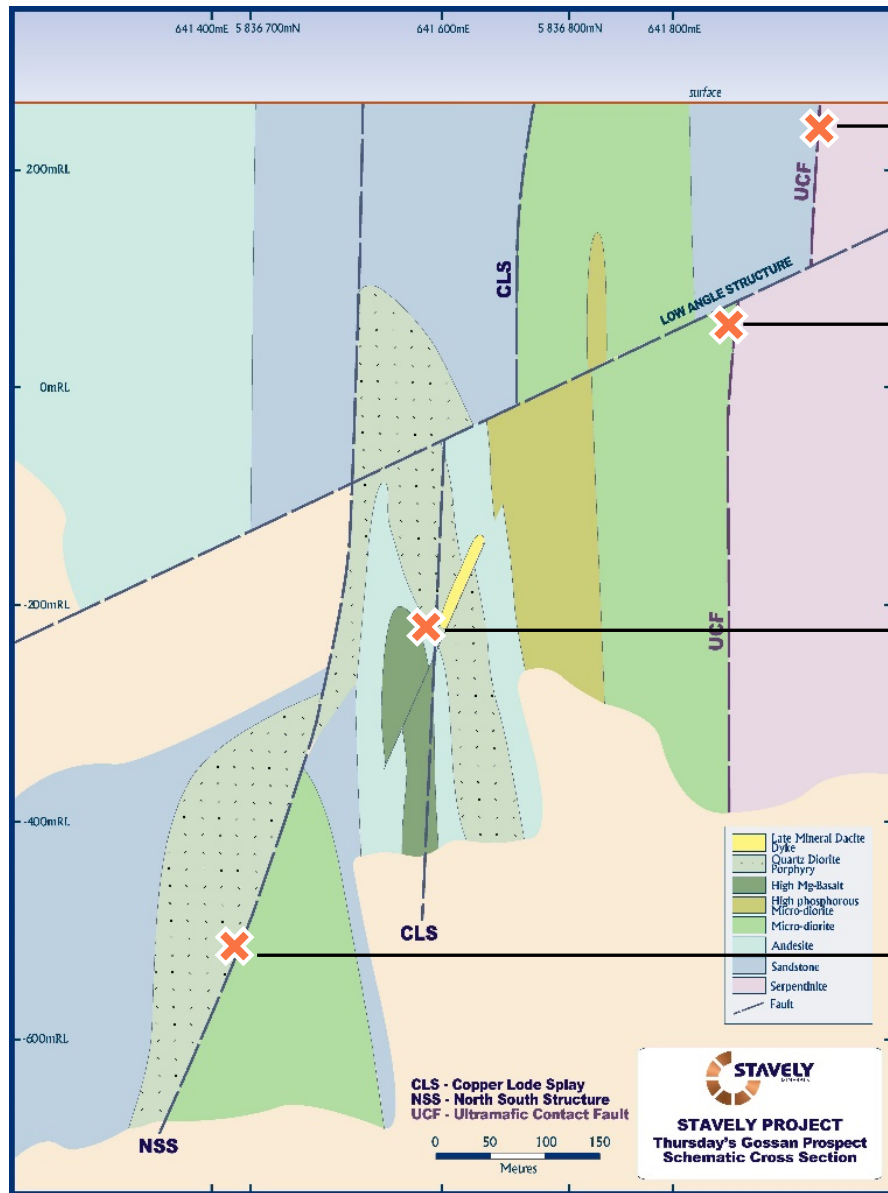 641 400mE 5 836 700mN 641 600mE 5 836 800mN 641 800mE
surface
200mRL
UCF
CLS
LOW ANGLE STRUCTURE
0mRL
-200mRL
UCF
-400mRL
Late Mineral Dacite
Dyke
Quartz Diorite
Porphyry
High Mg-Basalt
High phosphorous
Micro-diorite
Micro-diorite
Andesite
Sandstone
Serpentinite
Fault
CLS
-600mRL
NSS
CLS - Copper Lode Splay
NSS - North South Structure
UCF - Ultramafic Contact Fault
0 50 100 150
Metres
STAVELY
MINERALS
STAVELY PROJECT
Thursday's Gossan Prospect
Schematic Cross Section